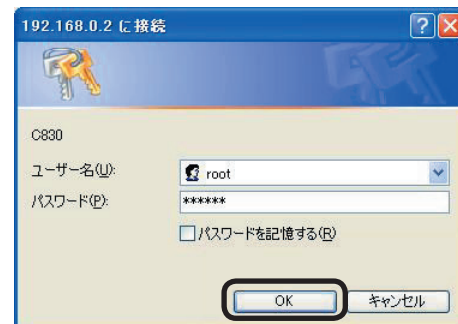 192.168.0.2 に接続
C830
ユーザー名(U):
root
パスワード(P):
******
パスワードを記憶する(R)
OK
キャンセル